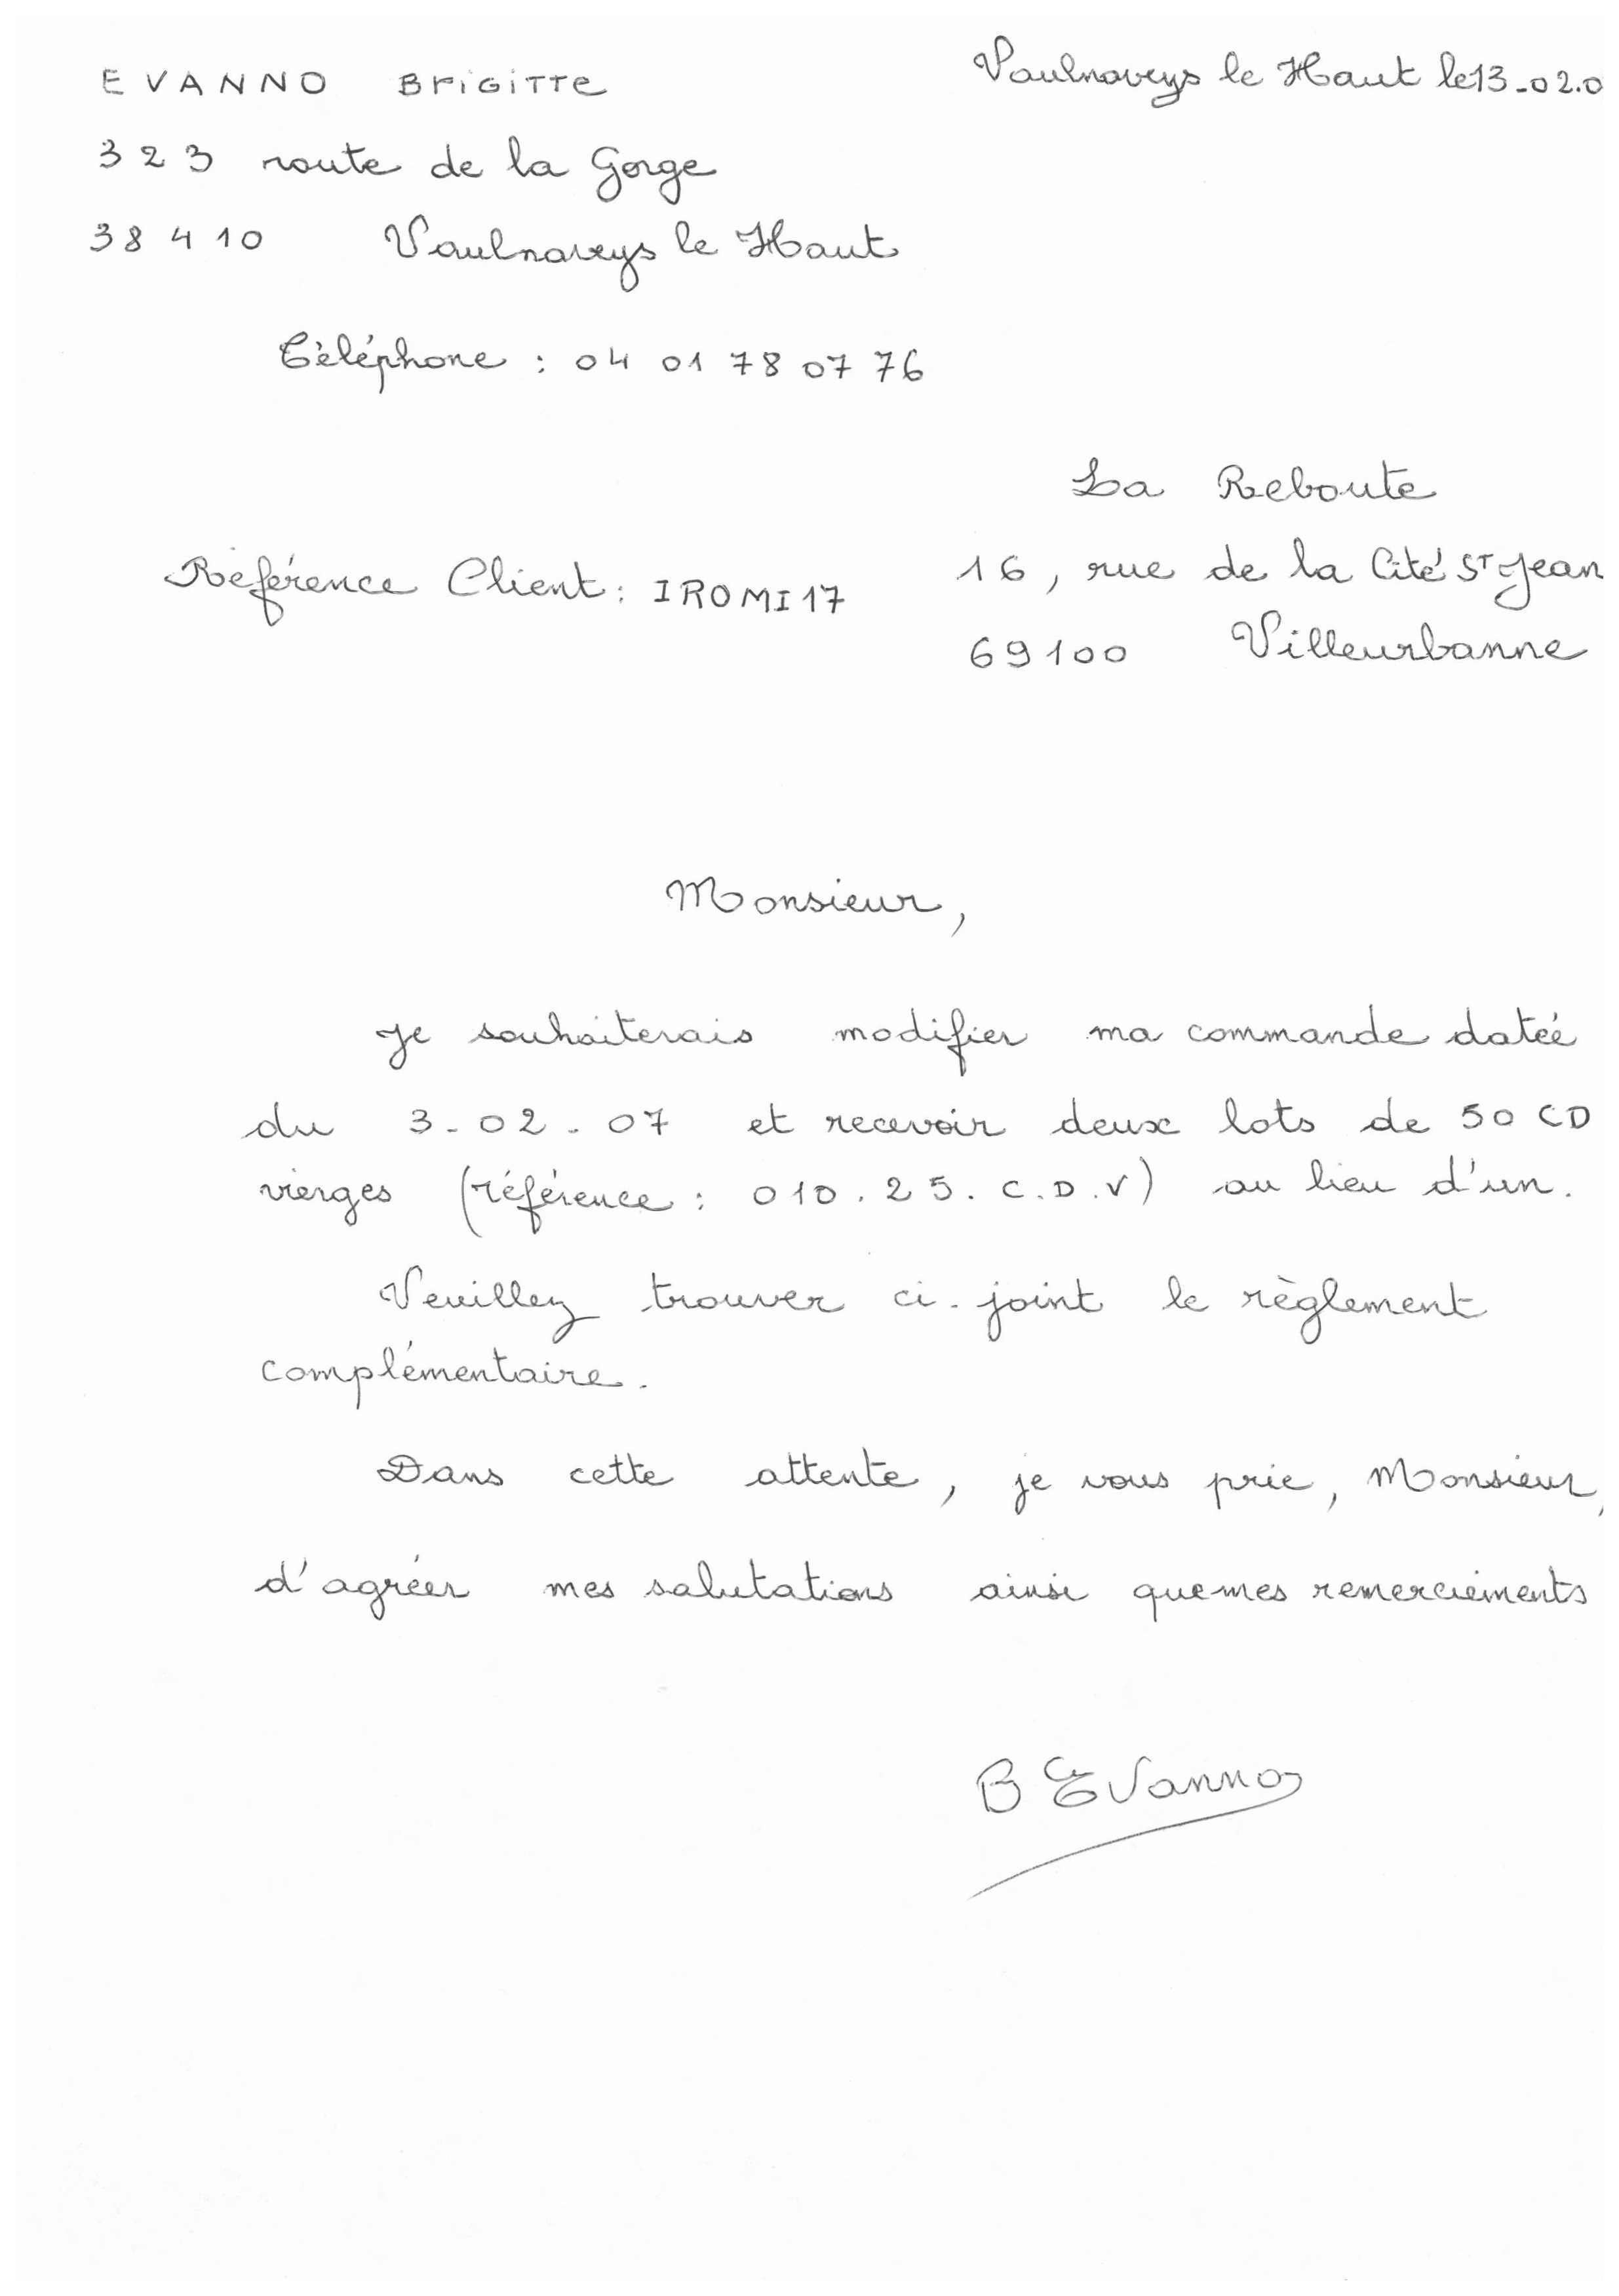 EVANNO BRIGITTE
Vaulnaveys le Haut le 13-02.0
323 route de la Gorge
38410 Vaulnaveys le Haut
Téléphone : 04 01 78 07 76
La Reboute
Référence Client : IROMI17
16, rue de la Cité St Jean
69100 Villeurbanne
Monsieur,
Je souhaiterais modifier ma commande datée
du 3-02-07 et recevoir deux lots de 50 CD
vierges (référence : 010.25.C.D.V) au lieu d'un.
Veuillez trouver ci-joint le règlement
complémentaire.
Dans cette attente, je vous prie, Monsieur,
d'agréer mes salutations ainsi que mes remerciements
B Evanno